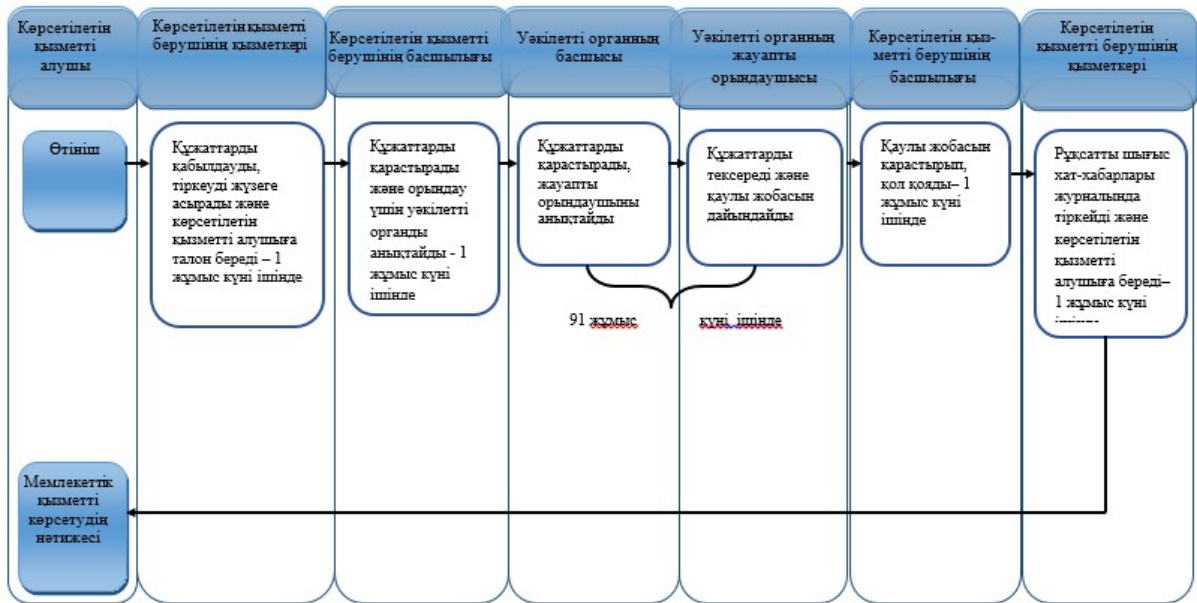 Көрсетілетін
қызметті
алушы
Көрсетілетін қызметті
берушінің қызметкері
Көрсетілетін қызметті
берушінің басшылығы
Уәкілетті органның
басшысы
Уәкілетті органның
жауапты
орындаушысы
Көрсетілетін қыз-
метті берушінің
басшылығы
Көрсетілетін
қызметті берушінің
қызметкері
Өтініш
Құжаттарды
қабылдауды,
тіркеуді жүзеге
асырады және
көрсетілетін
қызметті алушыға
талон береді – 1
жұмыс күні ішінде
Құжаттарды
қарастырады
және орындау
үшін уәкілетті
органды
анықтайды - 1
жұмыс күні
ішінде
Құжаттарды
қарастырады,
жауапты
орындаушыны
анықтайды
Құжаттарды
тексереді және
қаулы жобасын
дайындайды
Қаулы жобасын
қарастырып,
қол қояды– 1
жұмыс күні
ішінде
Рұқсатты шығыс
хат-хабарлары
журналында
тіркейді және
көрсетілетін
қызметті
алушыға береді–
1 жұмыс күні
91 жұмыс күні ішінде
Мемлекеттік
қызметті
көрсетудің
нәтижесі